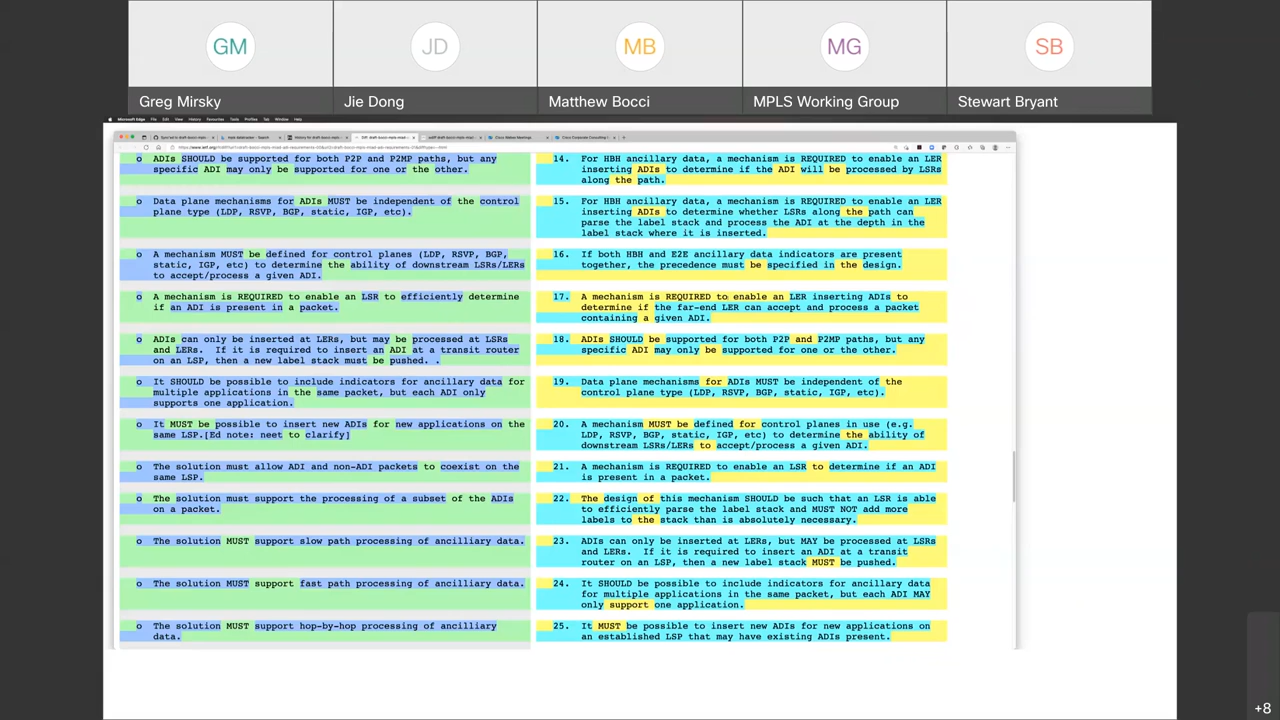 GM
JD
MB
MG
SB
Greg Mirsky
Jie Dong
Matthew Bocci
MPLS Working Group
Stewart Bryant
Microsoft Edge File Edit View History Favourites Tools Profiles Tab Window Help
o ADIs SHOULD be supported for both P2P and P2MP paths, but any
specific ADI may only be supported for one or the other.
o Data plane mechanisms for ADIs MUST be independent of the control
plane type (LDP, RSVP, BGP, static, IGP, etc).
o A mechanism MUST be defined for control planes (LDP, RSVP, BGP,
static, IGP, etc) to determine the ability of downstream LSRs/LERs
to accept/process a given ADI.
o A mechanism is REQUIRED to enable an LSR to efficiently determine
if an ADI is present in a packet.
o ADIs can only be inserted at LERs, but may be processed at LSRs
and LERs. If it is required to insert an ADI at a transit router
on an LSP, then a new label stack must be pushed. .
o It SHOULD be possible to include indicators for ancillary data for
multiple applications in the same packet, but each ADI only
supports one application.
o It MUST be possible to insert new ADIs for new applications on the
same LSP.[Ed note: neet to clarify]
o The solution must allow ADI and non-ADI packets to coexist on the
same LSP.
o The solution must support the processing of a subset of the ADIs
on a packet.
o The solution MUST support slow path processing of ancilliary data.
o The solution MUST support fast path processing of ancilliary data.
o The solution MUST support hop-by-hop processing of ancilliary
data.
14. For HBH ancillary data, a mechanism is REQUIRED to enable an LER
inserting ADIs to determine if the ADI will be processed by LSRs
along the path.
15. For HBH ancillary data, a mechanism is REQUIRED to enable an LER
inserting ADIs to determine whether LSRs along the path can
parse the label stack and process the ADI at the depth in the
label stack where it is inserted.
16. If both HBH and E2E ancillary data indicators are present
together, the precedence must be specified in the design.
17. A mechanism is REQUIRED to enable an LER inserting ADIs to
determine if the far-end LER can accept and process a packet
containing a given ADI.
18. ADIs SHOULD be supported for both P2P and P2MP paths, but any
specific ADI may only be supported for one or the other.
19. Data plane mechanisms for ADIs MUST be independent of the
control plane type (LDP, RSVP, BGP, static, IGP, etc).
20. A mechanism MUST be defined for control planes in use (e.g.
LDP, RSVP, BGP, static, IGP, etc) to determine the ability of
downstream LSRs/LERs to accept/process a given ADI.
21. A mechanism is REQUIRED to enable an LSR to determine if an ADI
is present in a packet.
22. The design of this mechanism SHOULD be such that an LSR is able
to efficiently parse the label stack and MUST NOT add more
labels to the stack than is absolutely necessary.
23. ADIs can only be inserted at LERs, but MAY be processed at LSRs
and LERs. If it is required to insert an ADI at a transit
router on an LSP, then a new label stack MUST be pushed.
24. It SHOULD be possible to include indicators for ancillary data
for multiple applications in the same packet, but each ADI MAY
only support one application.
25. It MUST be possible to insert new ADIs for new applications on
an established LSP that may have existing ADIs present.
+8